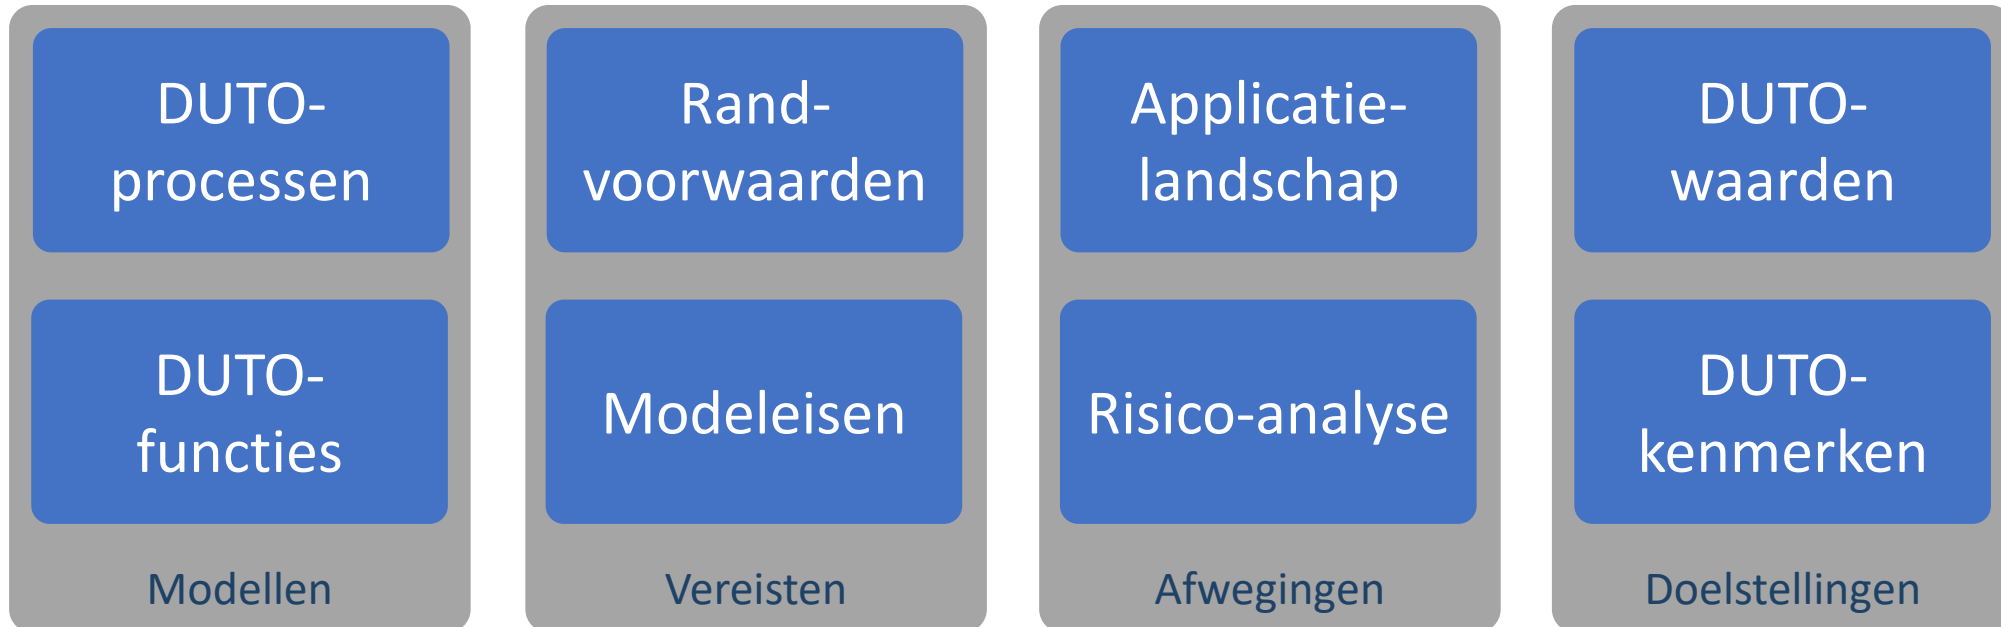 DUTO-
processen
DUTO-
functies
Modellen
Rand-
voorwaarden
Modeleisen
Vereisten
Applicatie-
landschap
Risico-analyse
Afwegingen
DUTO-
waarden
DUTO-
kenmerken
Doelstellingen